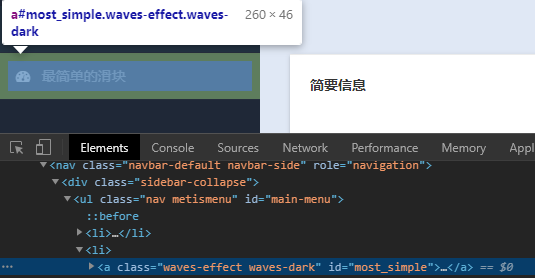 a#most_simple.waves-effect.waves-
dark
260 × 46
最简单的滑块
简要信息
Elements Console Sources Network Performance Memory Appl
▼<nav class="navbar-default navbar-side" role="navigation">
▼<div class="sidebar-collapse">
▼<ul class="nav metismenu" id="main-menu">
::before
▶<li>…</li>
▼<li>
… ▶<a class="waves-effect waves-dark" id="most_simple">…</a> == $0